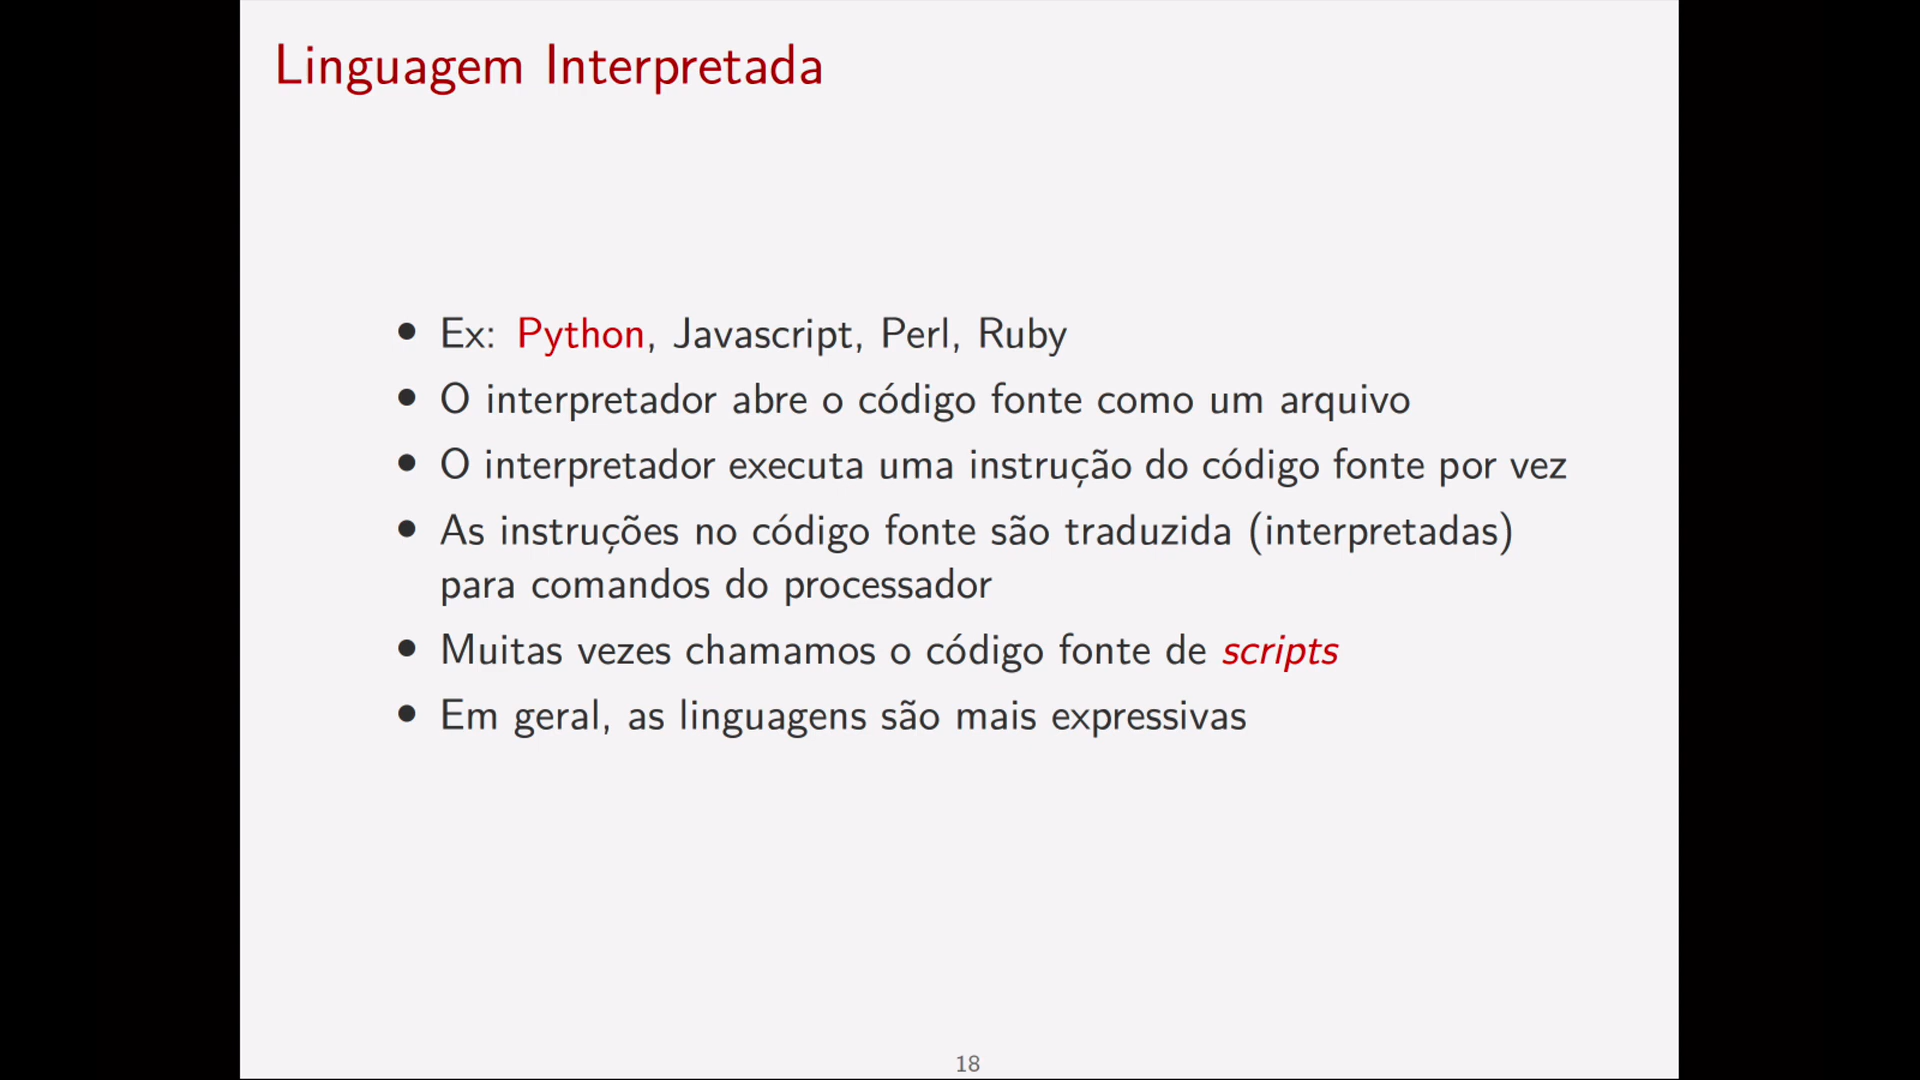 Linguagem Interpretada
• Ex: Python, Javascript, Perl, Ruby
• O interpretador abre o código fonte como um arquivo
• O interpretador executa uma instrução do código fonte por vez
• As instruções no código fonte são traduzida (interpretadas)
para comandos do processador
• Muitas vezes chamamos o código fonte de scripts
• Em geral, as linguagens são mais expressivas
18